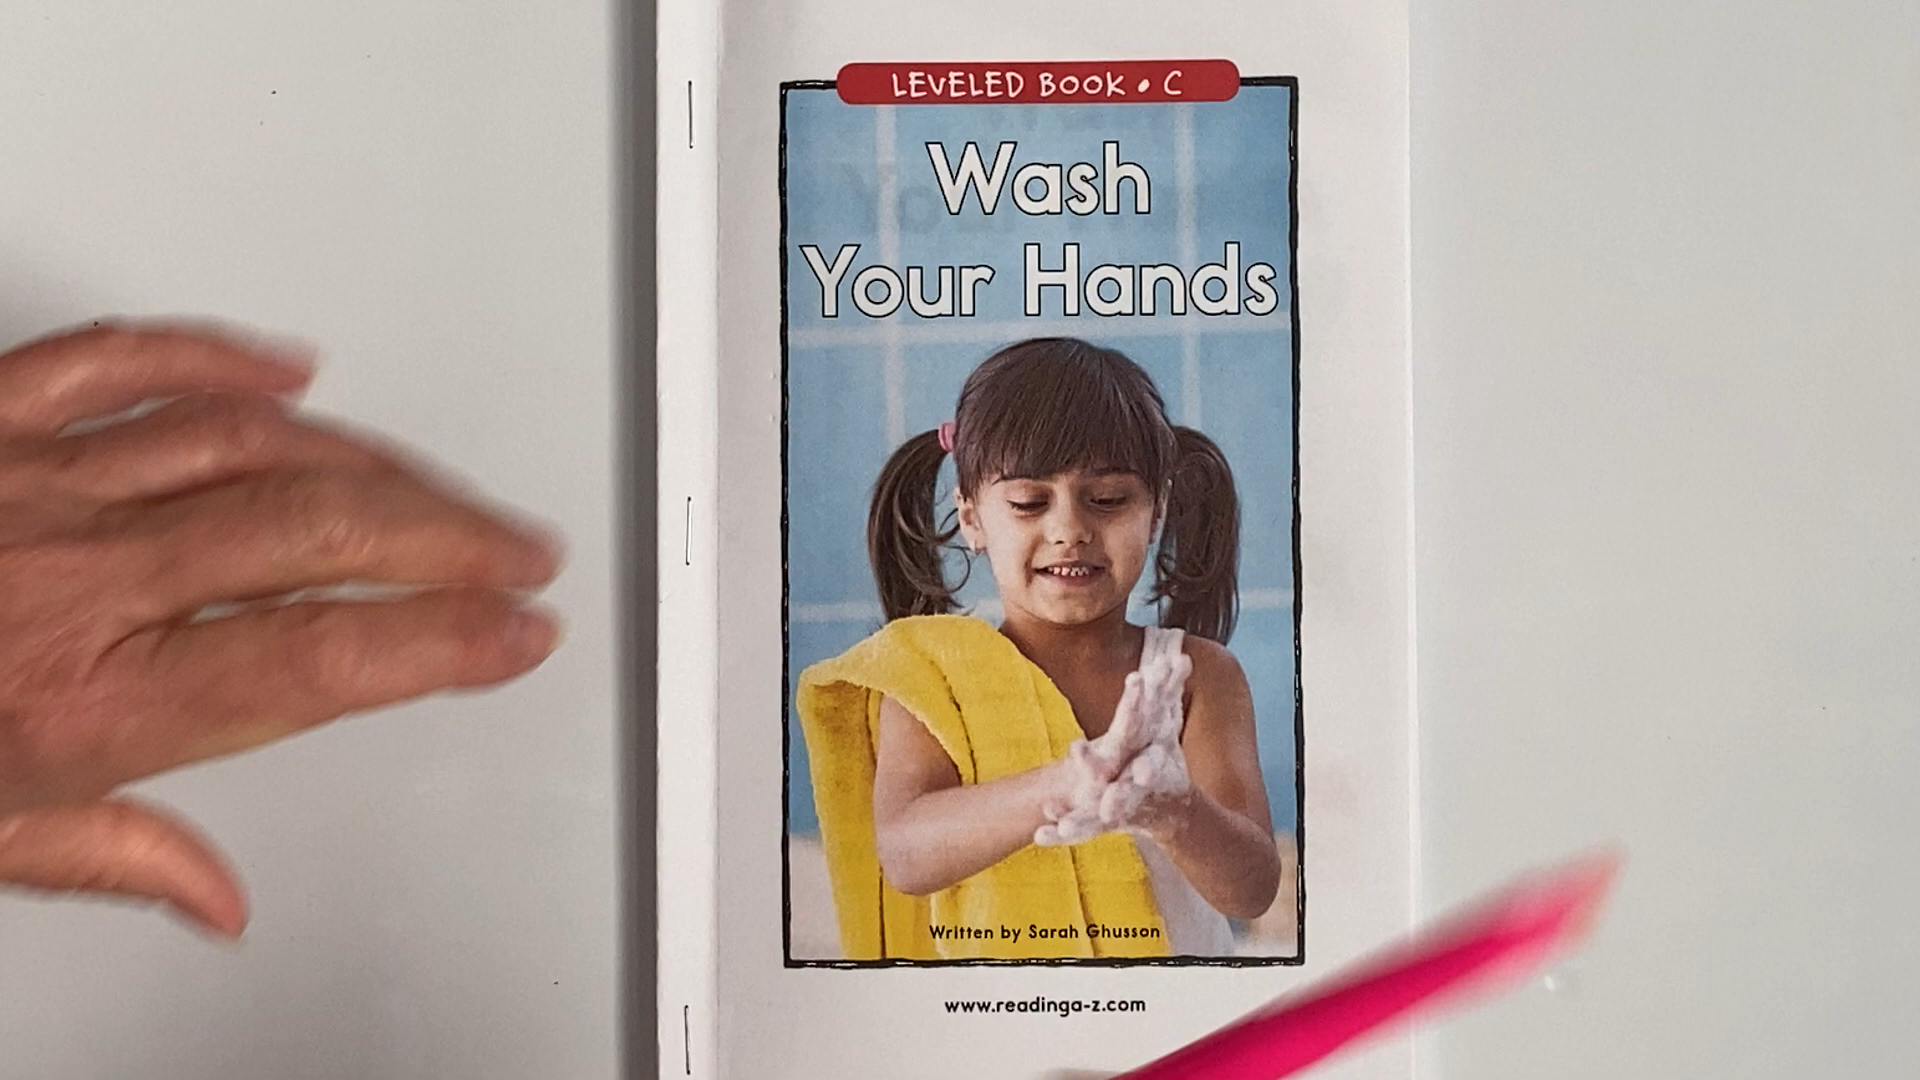 LEVELED BOOK • C
Wash
Your Hands
Written by Sarah Ghusson
www.readinga-z.com